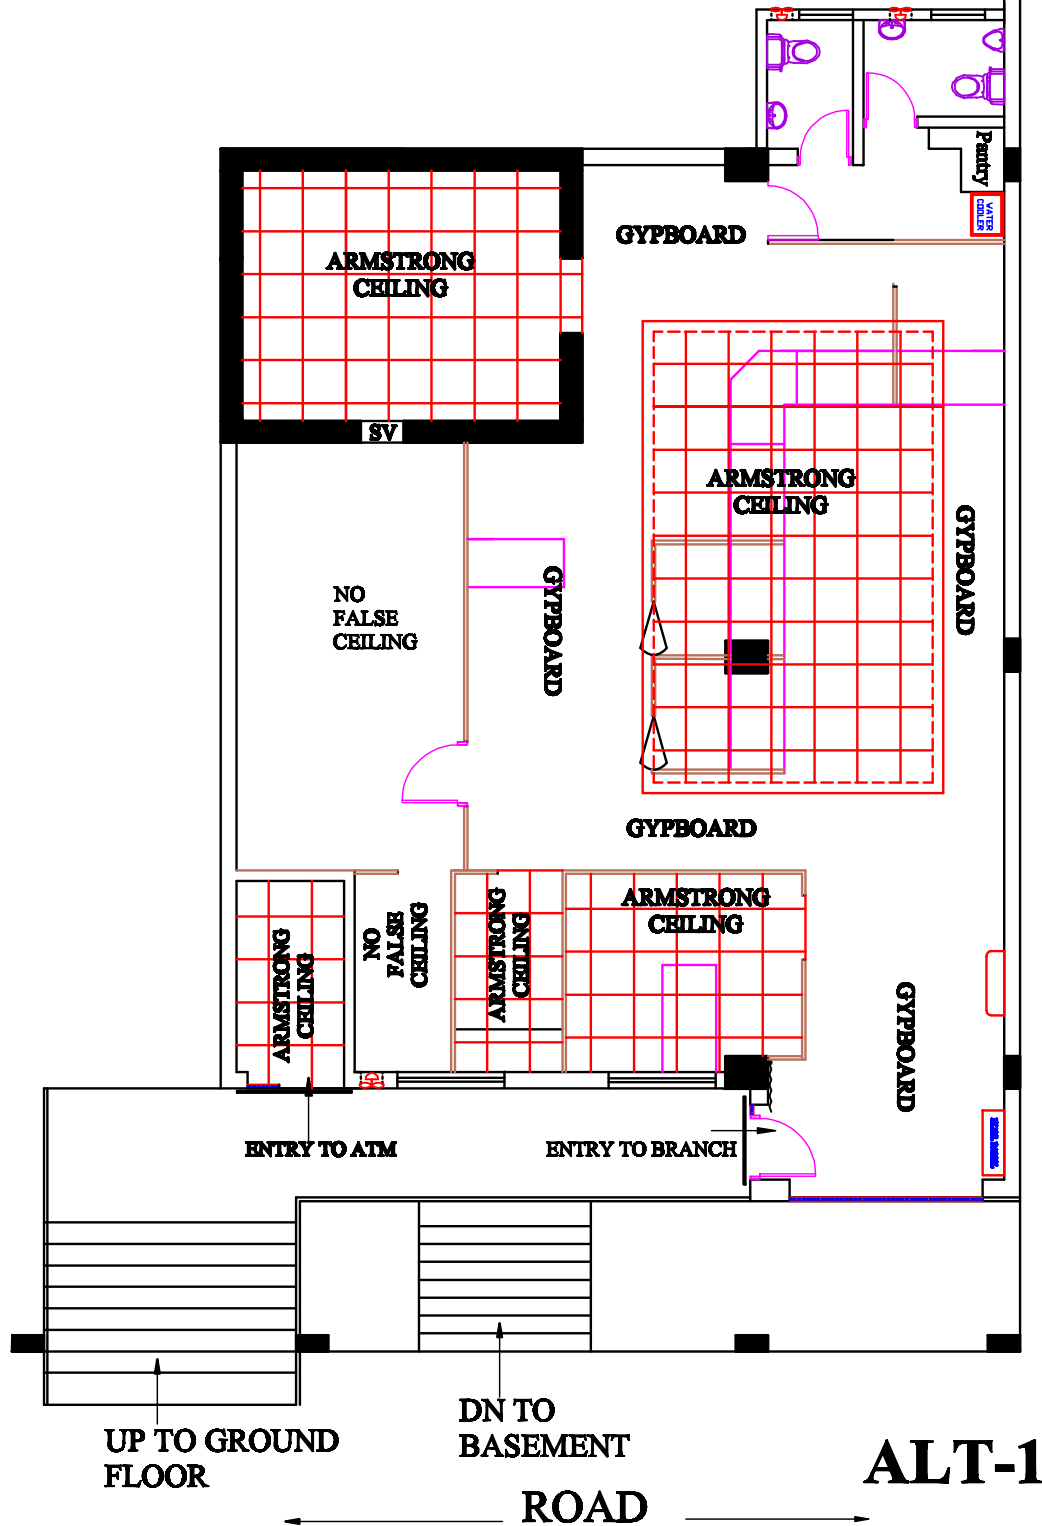 Pantry
WATER
COOLER
GYPBOARD
ARMSTRONG
CEILING
SV
ARMSTRONG
CEILING
GYPBOARD
NO
FALSE
CEILING
GYPBOARD
GYPBOARD
ARMSTRONG
CEILING
NO
FALSE
CEILING
ARMSTRONG
CEILING
ARMSTRONG
CEILING
GYPBOARD
ENTRY TO ATM
ENTRY TO BRANCH
UP TO GROUND
FLOOR
DN TO
BASEMENT
ALT-1
ROAD